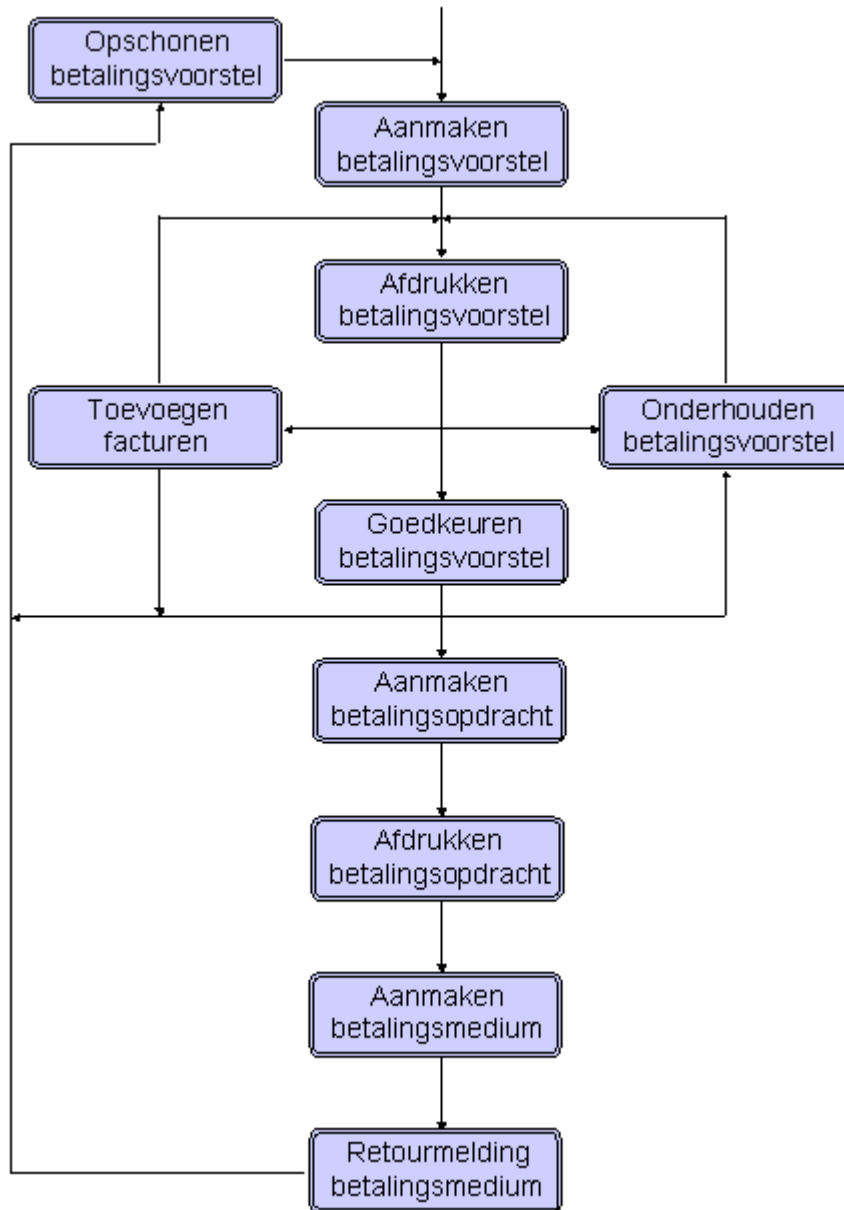 Opschonen
betalingsvoorstel
Aanmaken
betalingsvoorstel
Afdrukken
betalingsvoorstel
Toevoegen
facturen
Onderhouden
betalingsvoorstel
Goedkeuren
betalingsvoorstel
Aanmaken
betalingsopdracht
Afdrukken
betalingsopdracht
Aanmaken
betalingsmedium
Retourmelding
betalingsmedium